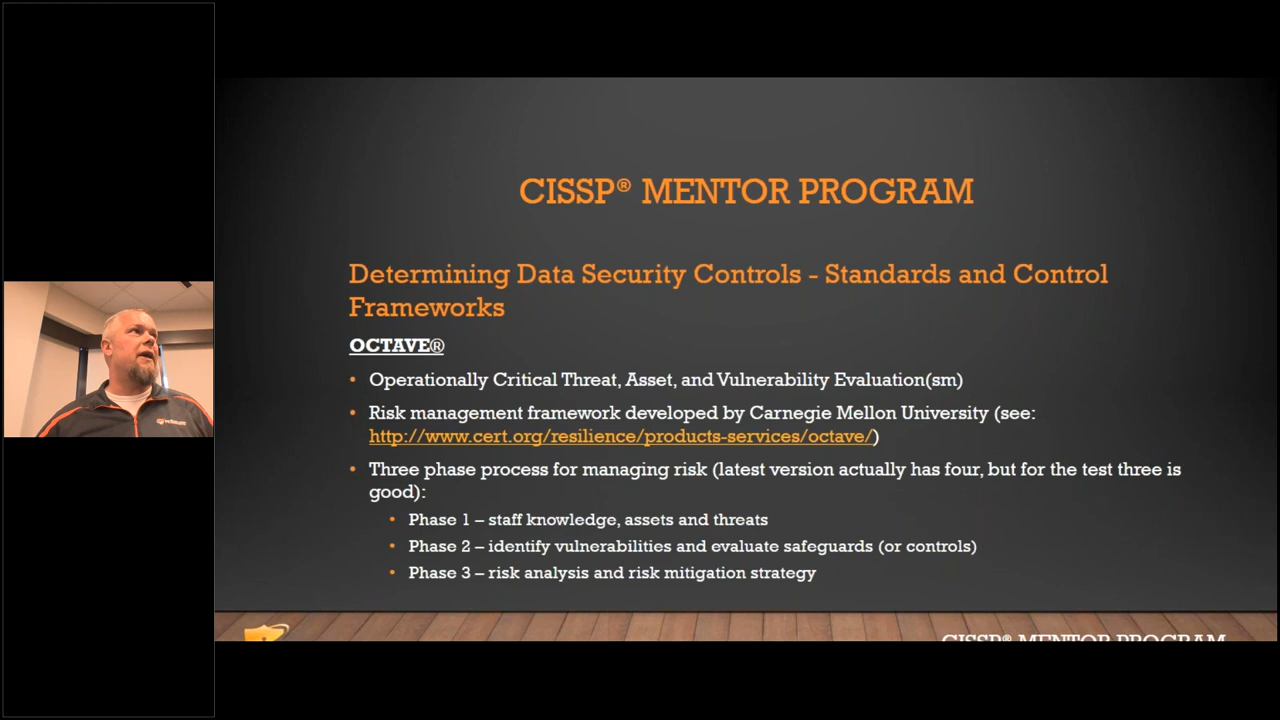 CISSP® MENTOR PROGRAM
Determining Data Security Controls - Standards and Control
Frameworks
OCTAVE®
• Operationally Critical Threat, Asset, and Vulnerability Evaluation(sm)
• Risk management framework developed by Carnegie Mellon University (see:
http://www.cert.org/resilience/products-services/octave/)
• Three phase process for managing risk (latest version actually has four, but for the test three is
good):
• Phase 1 – staff knowledge, assets and threats
• Phase 2 – identify vulnerabilities and evaluate safeguards (or controls)
• Phase 3 – risk analysis and risk mitigation strategy
CISSP® MENTOR PROGRAM